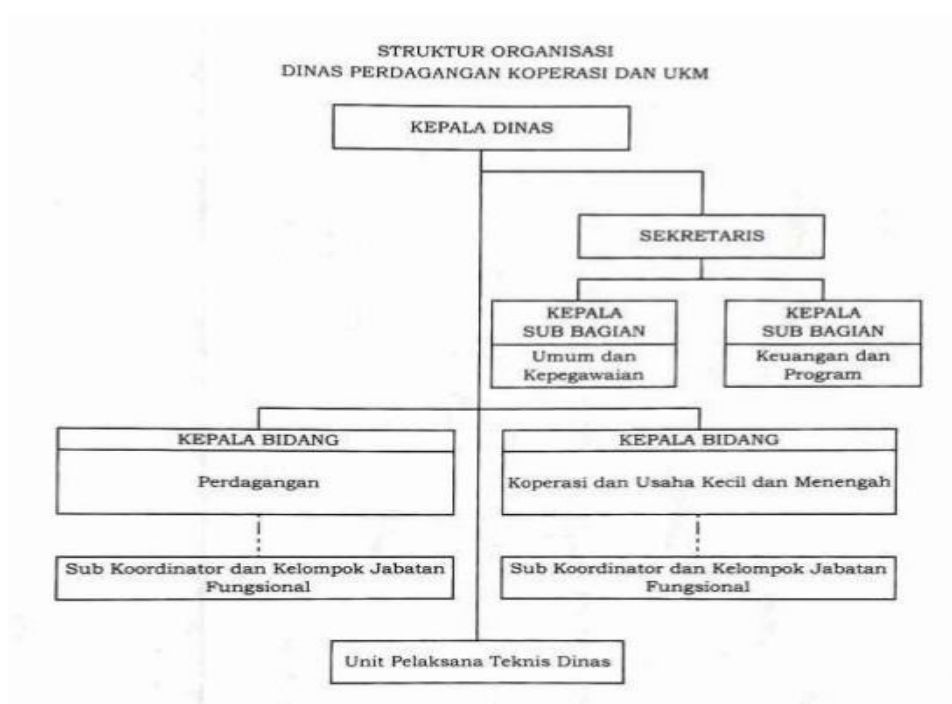 STRUKTUR ORGANISASI
DINAS PERDAGANGAN KOPERASI DAN UKM
KEPALA DINAS
SEKRETARIS
KEPALA
SUB BAGIAN
Umum dan
Kepegawaian
KEPALA
SUB BAGIAN
Keuangan dan
Program
KEPALA BIDANG
Perdagangan
KEPALA BIDANG
Koperasi dan Usaha Kecil dan Menengah
Sub Koordinator dan Kelompok Jabatan
Fungsional
Sub Koordinator dan Kelompok Jabatan
Fungsional
Unit Pelaksana Teknis Dinas